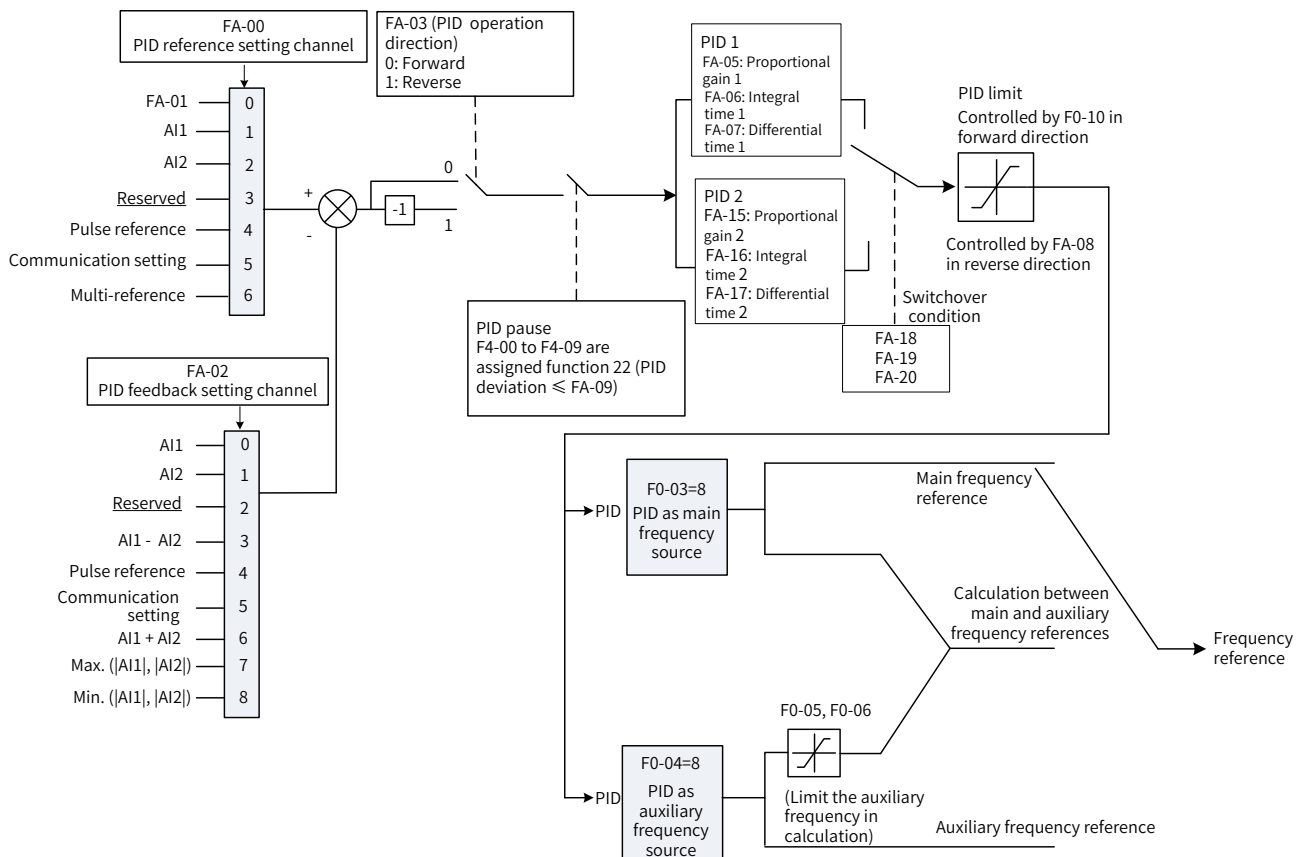 FA-00
PID reference setting channel
FA-01
AI1
AI2
Reserved
Pulse reference
Communication setting
Multi-reference
0
1
2
3
4
5
6
+
-
FA-02
PID feedback setting channel
AI1
AI2
Reserved
AI1 - AI2
Pulse reference
Communication
setting
AI1 + AI2
Max. (|AI1|, |AI2|)
Min. (|AI1|, |AI2|)
0
1
2
3
4
5
6
7
8
FA-03 (PID operation
direction)
0: Forward
1: Reverse
0
-1
1
PID pause
F4-00 to F4-09 are
assigned function 22 (PID
deviation ≤ FA-09)
PID 1
FA-05: Proportional
gain 1
FA-06: Integral
time 1
FA-07: Differential
time 1
PID 2
FA-15: Proportional
gain 2
FA-16: Integral
time 2
FA-17: Differential
time 2
PID limit
Controlled by F0-10 in
forward direction
Controlled by FA-08
in reverse direction
Switchover
condition
FA-18
FA-19
FA-20
PID
F0-03=8
PID as main
frequency
source
Main frequency
reference
Calculation between
main and auxiliary
frequency references
Frequency
reference
F0-05, F0-06
PID
F0-04=8
PID as
auxiliary
frequency
source
(Limit the auxiliary
frequency in
calculation)
Auxiliary frequency reference